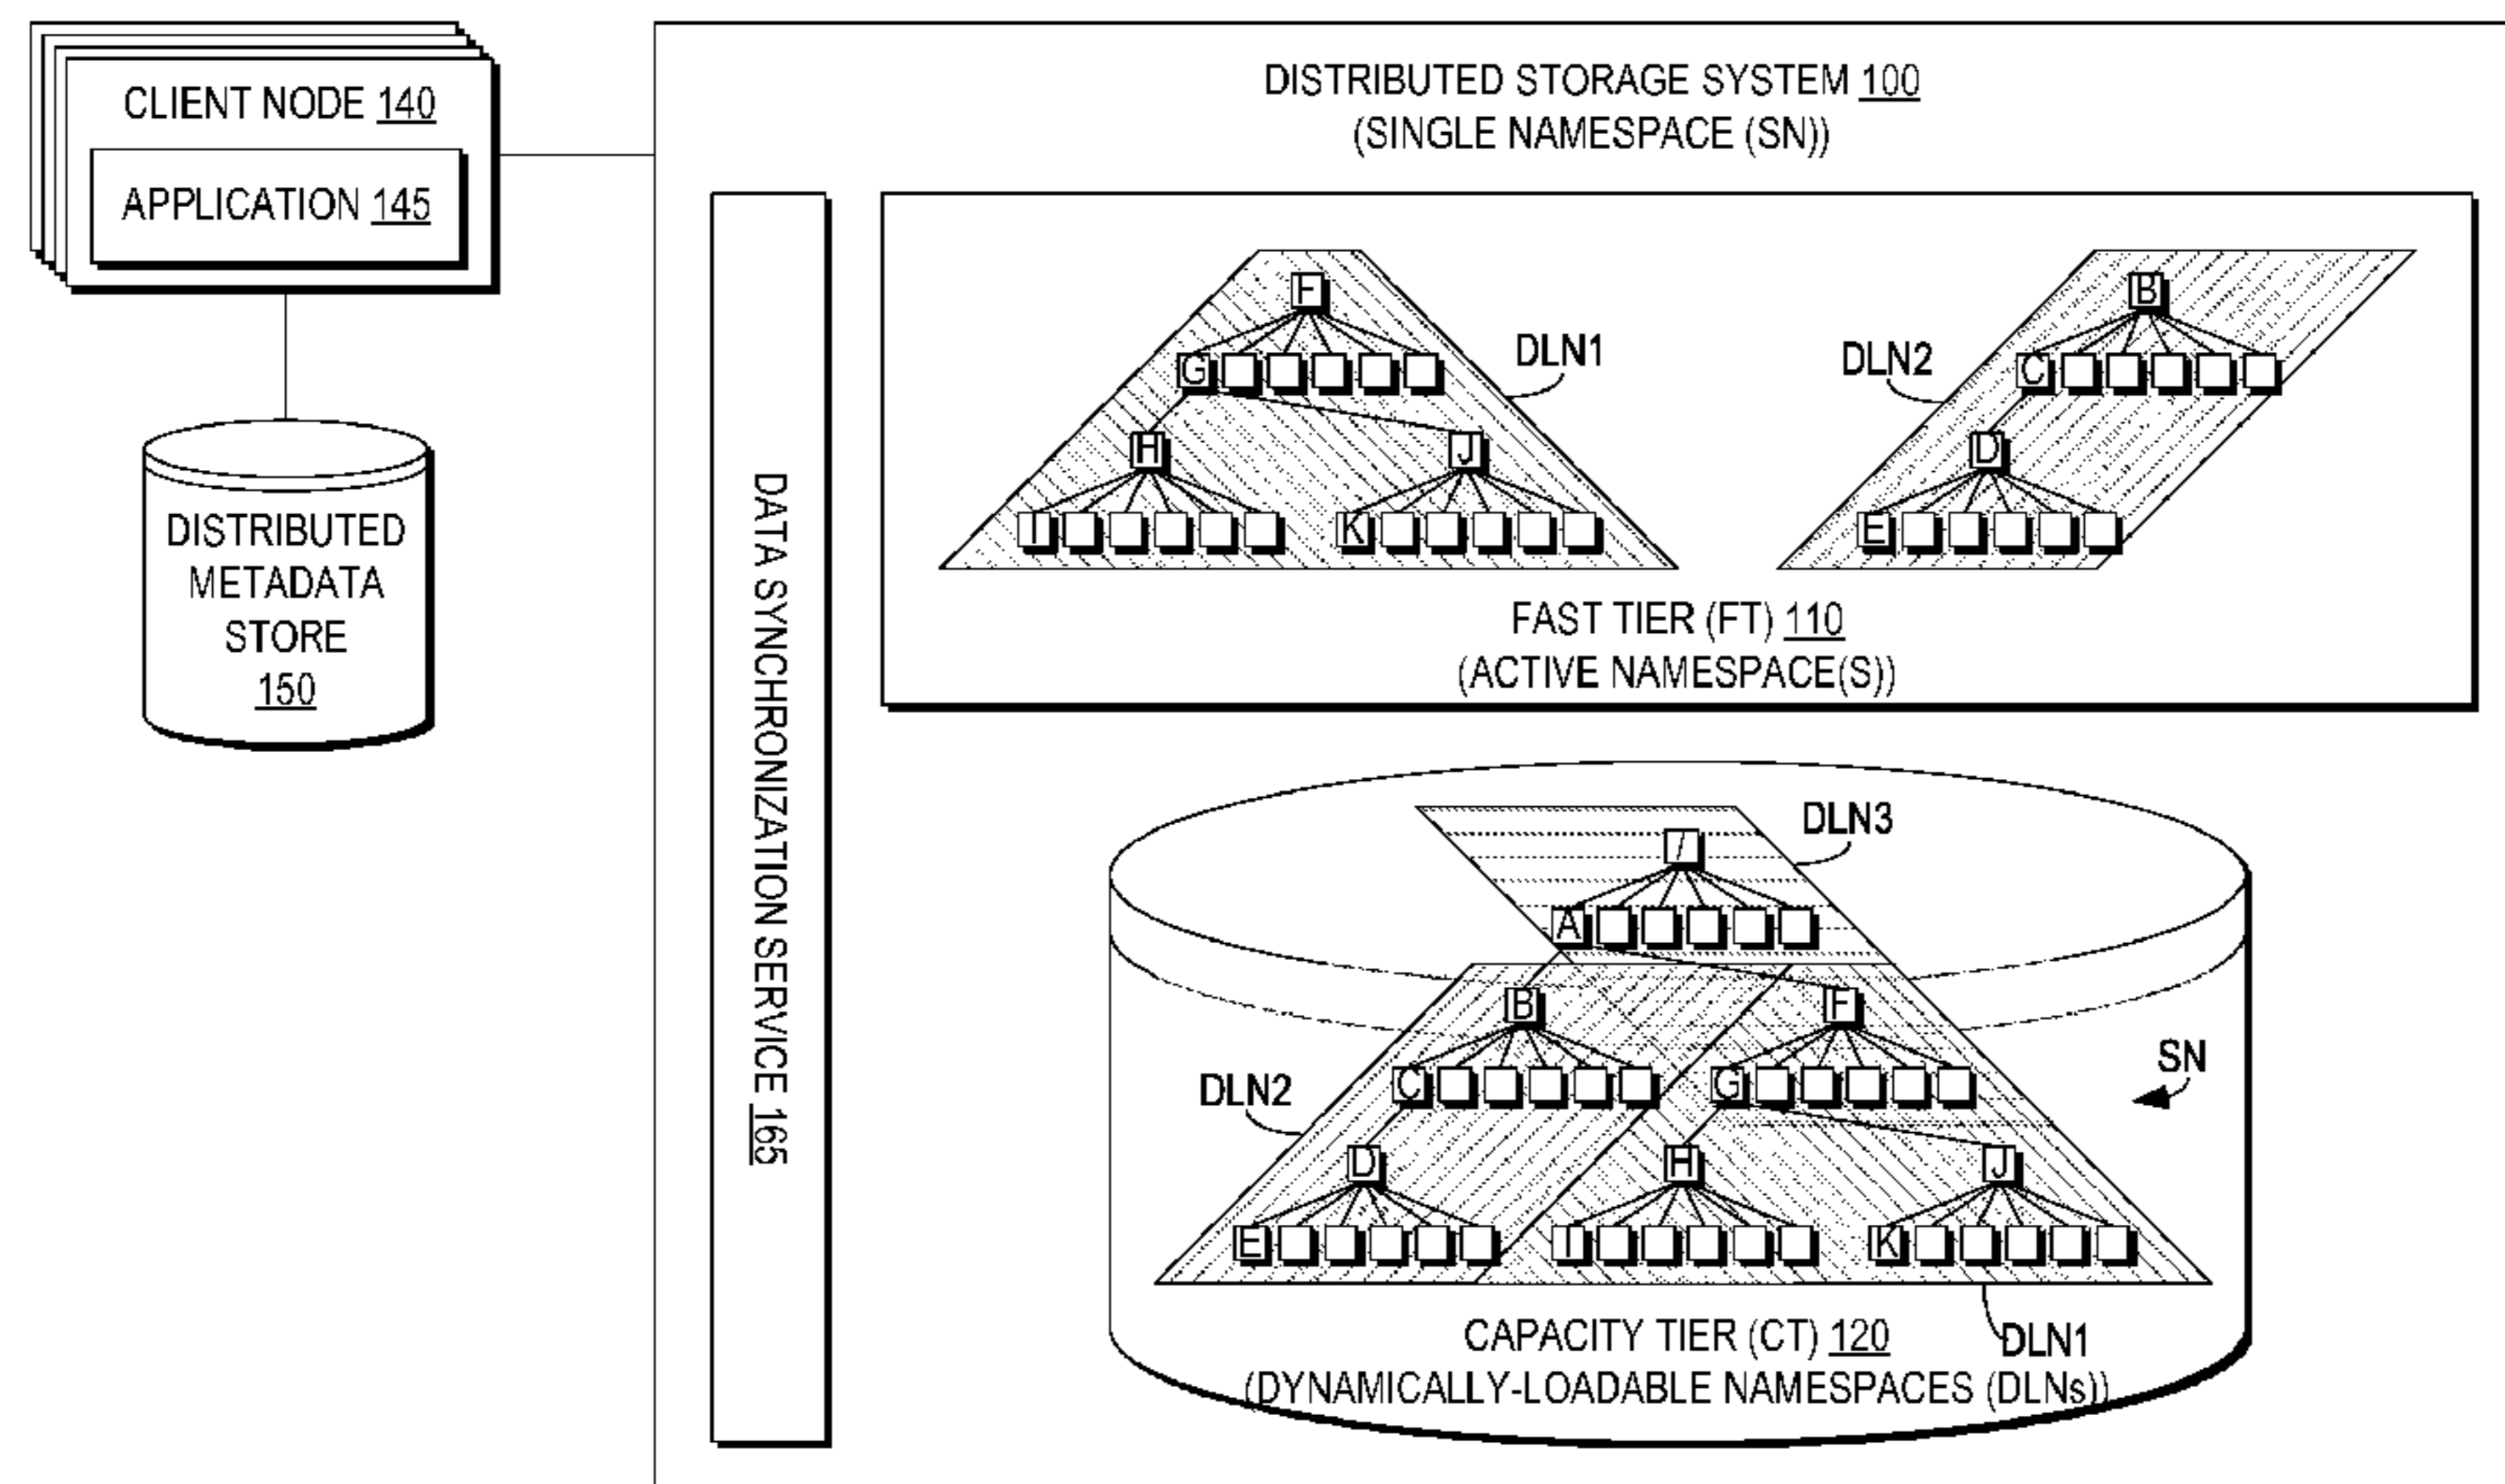 CLIENT NODE 140
APPLICATION 145
DISTRIBUTED
METADATA
STORE
150
DISTRIBUTED STORAGE SYSTEM 100
(SINGLE NAMESPACE (SN))
DATA SYNCHRONIZATION SERVICE 165
F
G
H
J
I
K
DLN1
DLN2
B
C
D
E
FAST TIER (FT) 110
(ACTIVE NAMESPACE(S))
DLN3
/
A
B
F
C
G
DLN2
SN
D
H
J
E
I
K
CAPACITY TIER (CT) 120
DLN1
(DYNAMICALLY-LOADABLE NAMESPACES (DLNs))